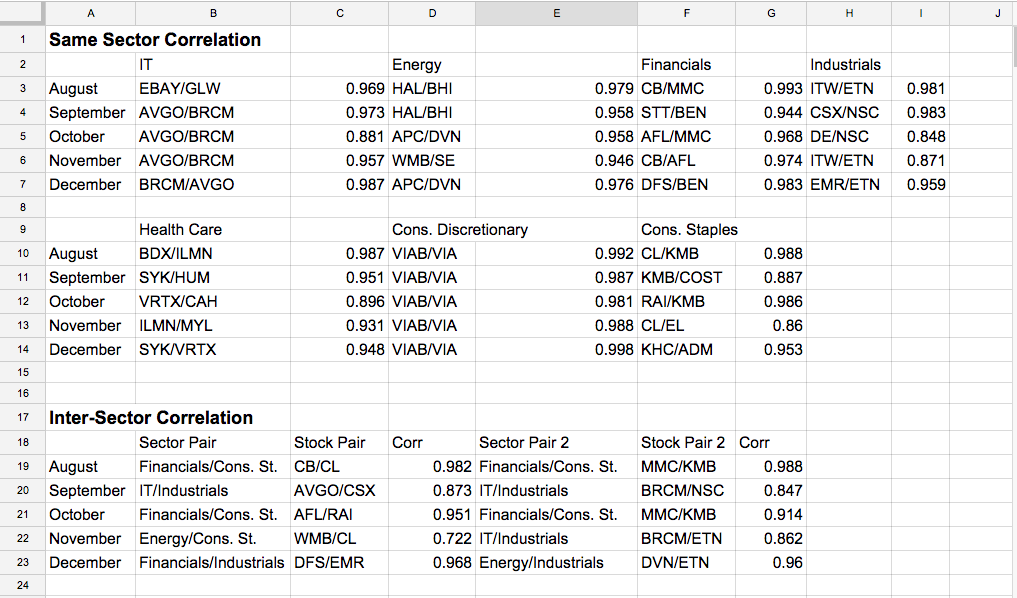 A B C D E F G H I J
1 Same Sector Correlation
2 IT Energy Financials Industrials
3 August EBAY/GLW 0.969 HAL/BHI 0.979 CB/MMC 0.993 ITW/ETN 0.981
4 September AVGO/BRCM 0.973 HAL/BHI 0.958 STT/BEN 0.944 CSX/NSC 0.983
5 October AVGO/BRCM 0.881 APC/DVN 0.958 AFL/MMC 0.968 DE/NSC 0.848
6 November AVGO/BRCM 0.957 WMB/SE 0.946 CB/AFL 0.974 ITW/ETN 0.871
7 December BRCM/AVGO 0.987 APC/DVN 0.976 DFS/BEN 0.983 EMR/ETN 0.959
8
9 Health Care Cons. Discretionary Cons. Staples
10 August BDX/ILMN 0.987 VIAB/VIA 0.992 CL/KMB 0.988
11 September SYK/HUM 0.951 VIAB/VIA 0.987 KMB/COST 0.887
12 October VRTX/CAH 0.896 VIAB/VIA 0.981 RAI/KMB 0.986
13 November ILMN/MYL 0.931 VIAB/VIA 0.988 CL/EL 0.86
14 December SYK/VRTX 0.948 VIAB/VIA 0.998 KHC/ADM 0.953
15
16
17 Inter-Sector Correlation
18 Sector Pair Stock Pair Corr Sector Pair 2 Stock Pair 2 Corr
19 August Financials/Cons. St. CB/CL 0.982 Financials/Cons. St. MMC/KMB 0.988
20 September IT/Industrials AVGO/CSX 0.873 IT/Industrials BRCM/NSC 0.847
21 October Financials/Cons. St. AFL/RAI 0.951 Financials/Cons. St. MMC/KMB 0.914
22 November Energy/Cons. St. WMB/CL 0.722 IT/Industrials BRCM/ETN 0.862
23 December Financials/Industrials DFS/EMR 0.968 Energy/Industrials DVN/ETN 0.96
24